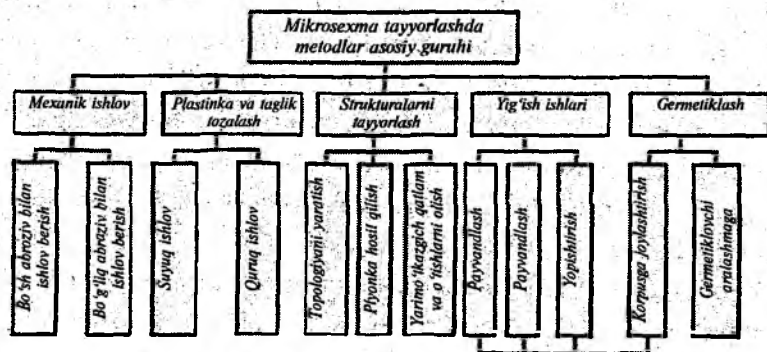 Mikrosexma tayyorlashda
metodlar asosiy guruhi
Mexanik ishlov
Plastinka va taglik
tozalash
Strukturalarni
tayyorlash
Yig'ish ishlari
Germetiklash
Bo'sh abraziv bilan
ishlov berish
Bog'liq abraziv bilan
ishlov berish
Suyuq ishlov
Quruq ishlov
Topologiyani yaratish
Plyonka hosil qilish
Yarimo'tkazgich qatlam
va o'tishlarni olish
Payvandlash
Payvandlash
Yopishtirish
Korpusga joylashtirish
Germetiklovchi
aralashmaga